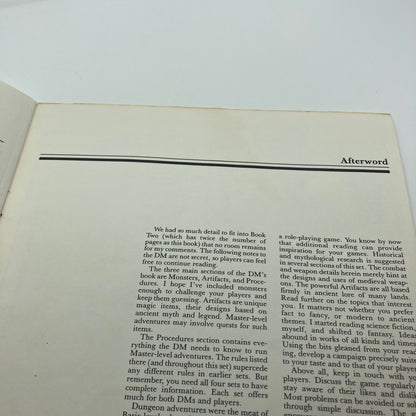 Afterword
We had so much detail to fit into Book
Two (which has twice the number of
pages as this book) that no room remains
for my comments. The following notes to
the DM are not secret, so players can feel
free to continue reading.
The three main sections of the DM's
book are Monsters, Artifacts, and Proce-
dures. I hope I've included monsters
enough to challenge your players and
keep them guessing. Artifacts are unique
magic items, their designs based on
ancient myth and legend. Master-level
adventures may involve quests for such
items.
The Procedures section contains eve-
rything the DM needs to know to run
Master-level adventures. The rules listed
there (and throughout this set) supercede
any different rules in earlier sets. But
remember, you need all four sets to have
complete information. Each set offers
much for both DMs and players.
Dungeon adventures were the meat of
a role-playing game. You know by now
that additional reading can provide
inspiration for your games. Historical
and mythological research is suggested
in several sections of this set. The combat
and weapon details herein merely hint at
the designs and uses of medieval weap-
ons. The powerful Artifacts are all based
firmly in ancient lore of many lands.
Read further on the topics that interest
you. It matters not whether you prefer
fact to fancy, or modern to ancient
themes. I started reading science fiction
myself, and shifted to fantasy. Ideas
abound in works of all kinds and times.
Using the bits gleaned from your read-
ing, develop a campaign precisely suited
to your taste and to that of your
Above all, keep in touch with yo
players. Discuss the game regularly
stay aware of their likes and dislik
Most problems can be avoided or sol
through simple discussion. Th